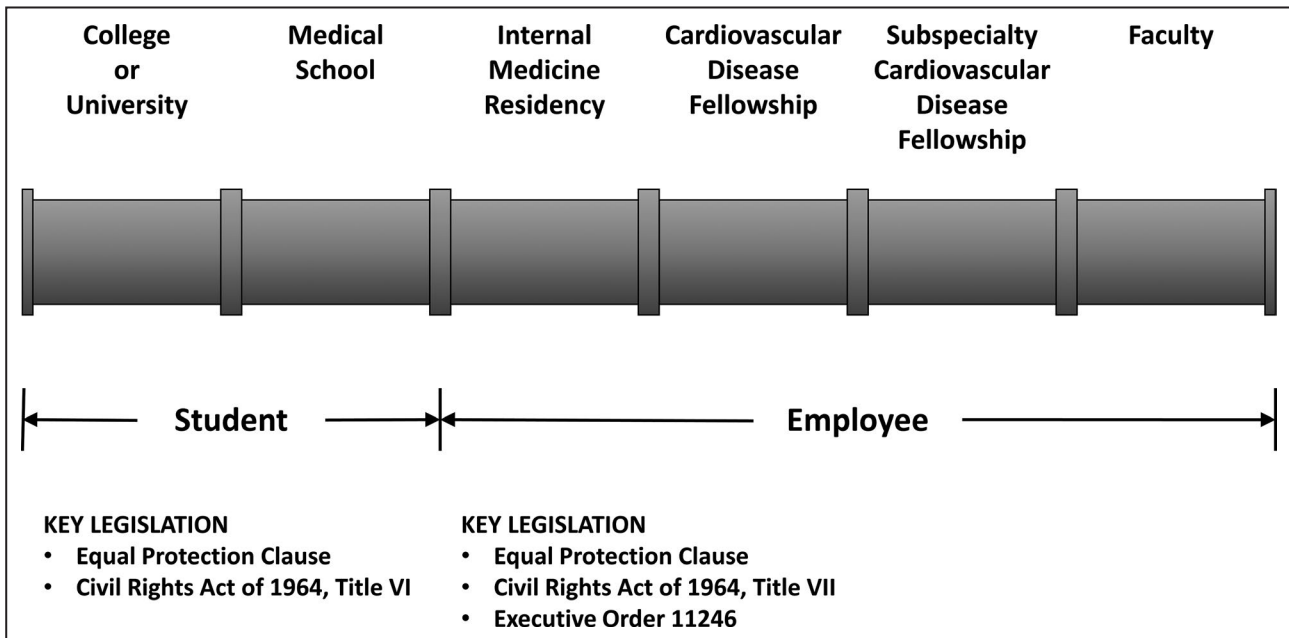 College
or
University
Medical
School
Internal
Medicine
Residency
Cardiovascular
Disease
Fellowship
Subspecialty
Cardiovascular
Disease
Fellowship
Faculty
Student
Employee
KEY LEGISLATION
• Equal Protection Clause
• Civil Rights Act of 1964, Title VI
KEY LEGISLATION
• Equal Protection Clause
• Civil Rights Act of 1964, Title VII
• Executive Order 11246